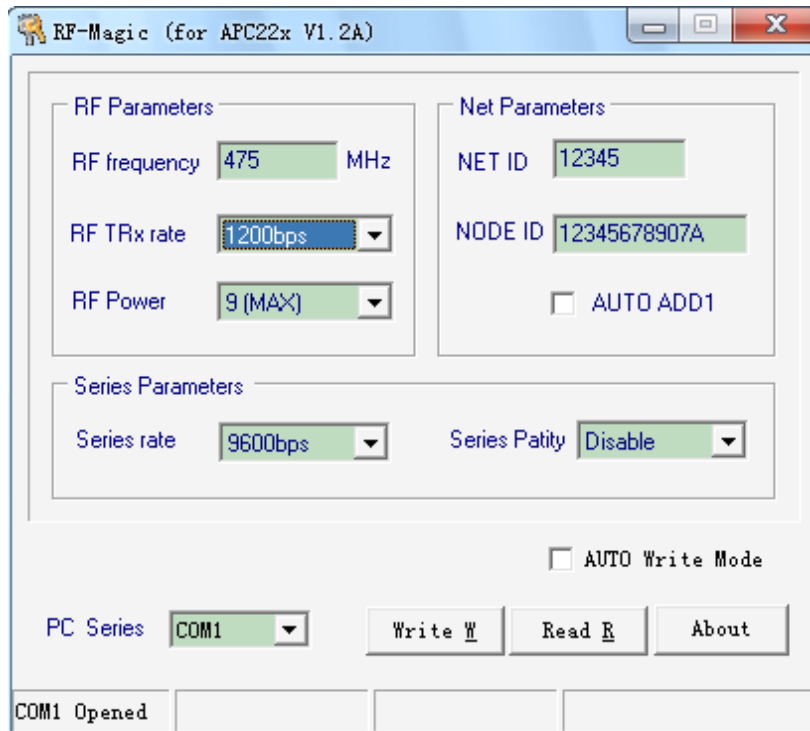 RF-Magic (for APC22x V1.2A)
RF Parameters
RF frequency 475 MHz
RF TRx rate 1200bps
RF Power 9 (MAX)
Net Parameters
NET ID 12345
NODE ID 12345678907A
AUTO ADD1
Series Parameters
Series rate 9600bps
Series Patity Disable
AUTO Write Mode
PC Series COM1
Write W
Read R
About
COM1 Opened